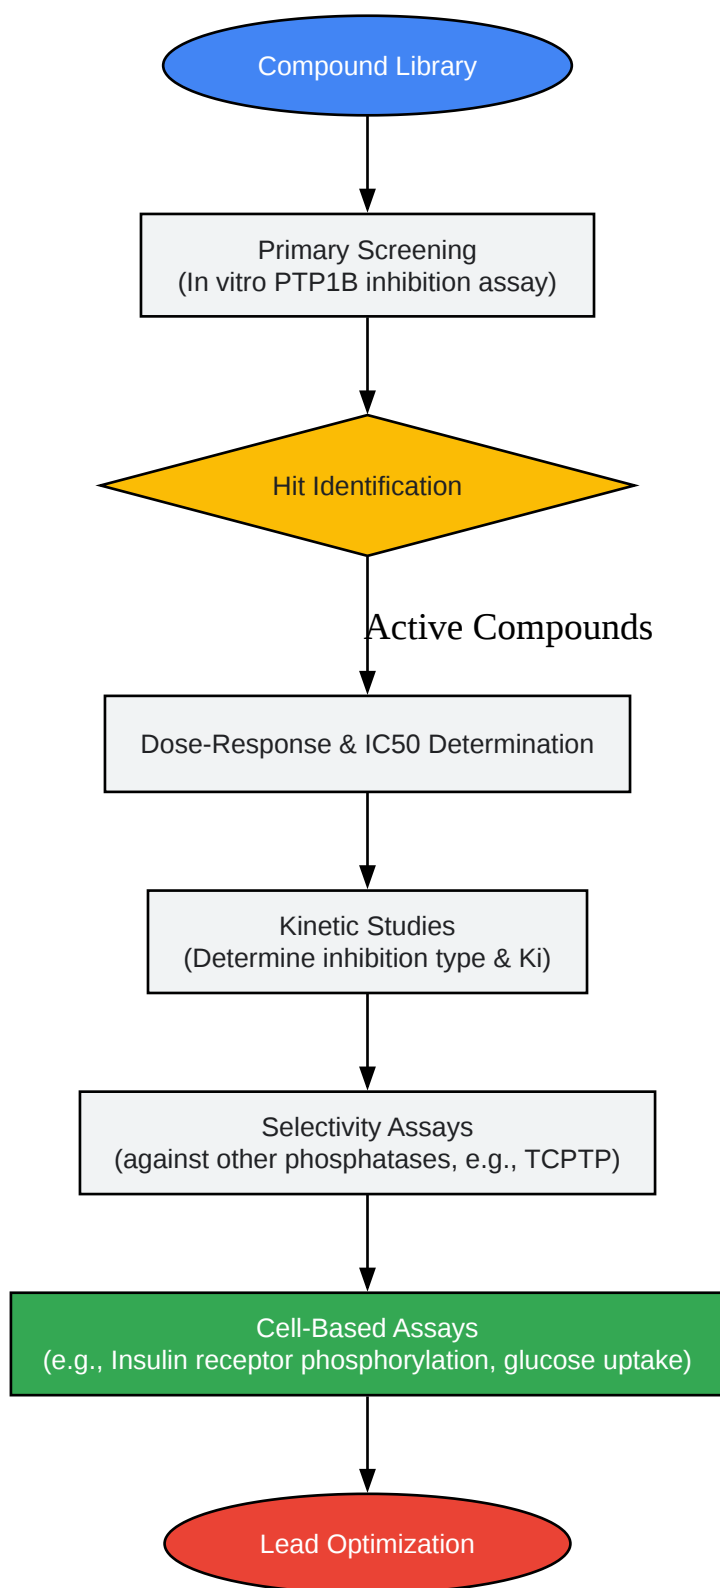 Compound Library
Primary Screening
(In vitro PTP1B inhibition assay)
Hit Identification
Active Compounds
Dose-Response & IC50 Determination
Kinetic Studies
(Determine inhibition type & Ki)
Selectivity Assays
(against other phosphatases, e.g., TCPTP)
Cell-Based Assays
(e.g., Insulin receptor phosphorylation, glucose uptake)
Lead Optimization